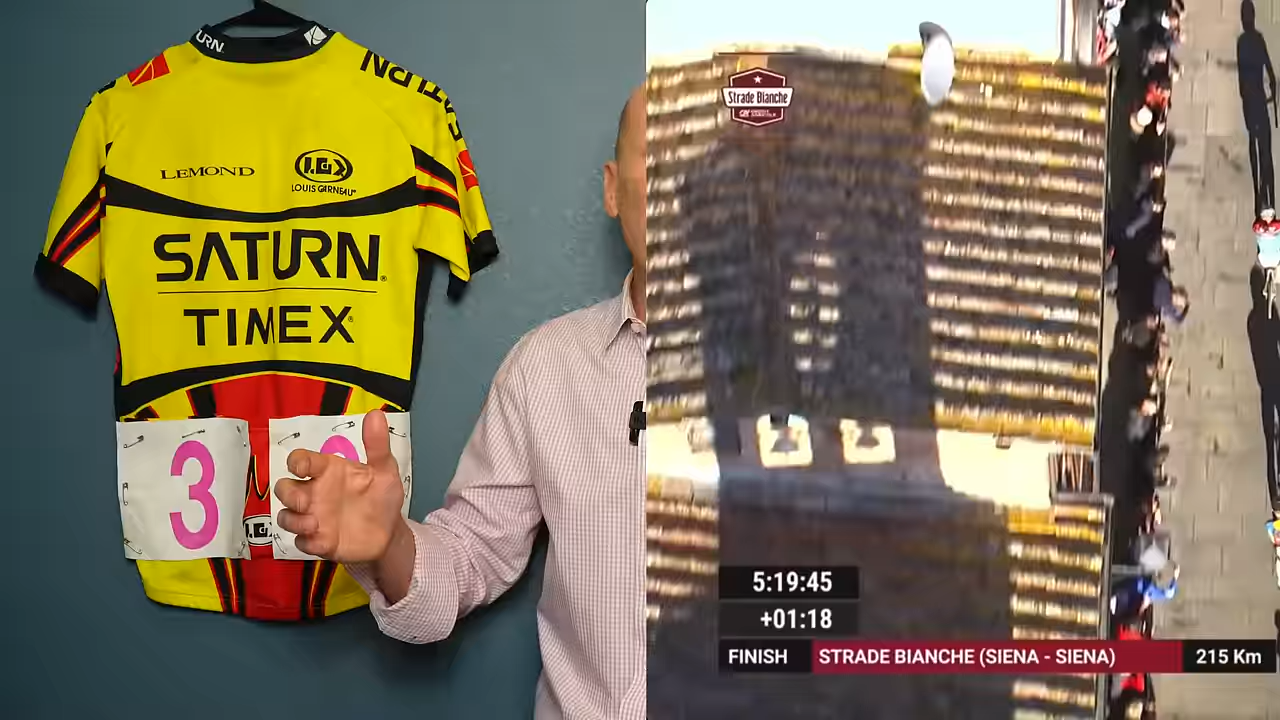 URN
SATURN
LEMOND
LOUIS GARNEAU
SATURN
TIMEX
3
Strade Bianche
5:19:45
+01:18
FINISH STRADE BIANCHE (SIENA - SIENA) 215 Km